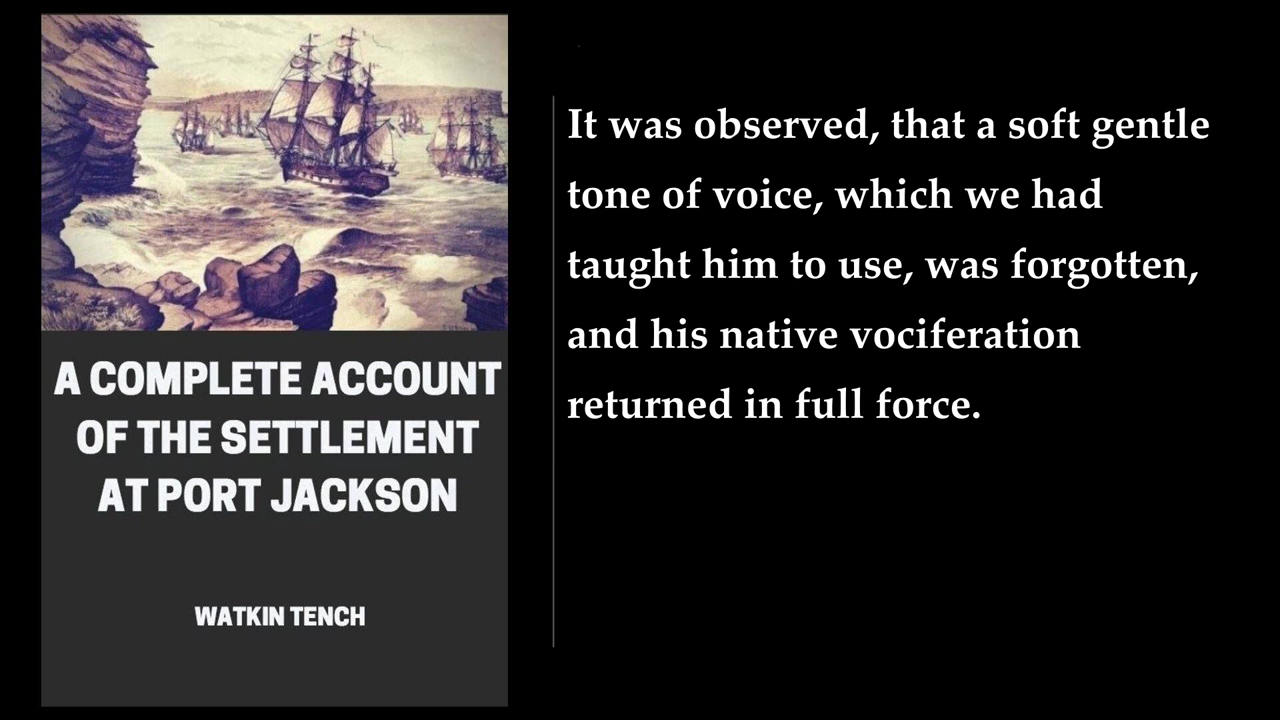 A COMPLETE ACCOUNT
OF THE SETTLEMENT
AT PORT JACKSON
WATKIN TENCH
It was observed, that a soft gentle
tone of voice, which we had
taught him to use, was forgotten,
and his native vociferation
returned in full force.